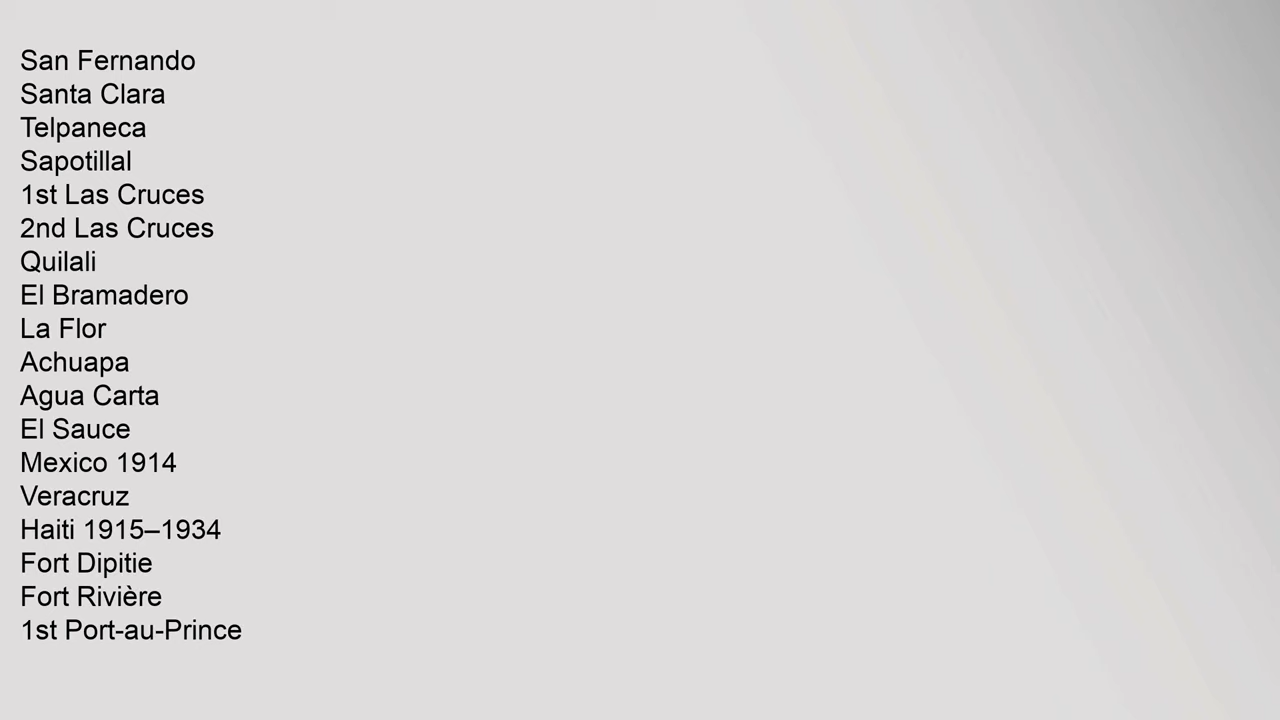 San Fernando
Santa Clara
Telpaneca
Sapotillal
1st Las Cruces
2nd Las Cruces
Quilali
El Bramadero
La Flor
Achuapa
Agua Carta
El Sauce
Mexico 1914
Veracruz
Haiti 1915–1934
Fort Dipitie
Fort Rivière
1st Port-au-Prince